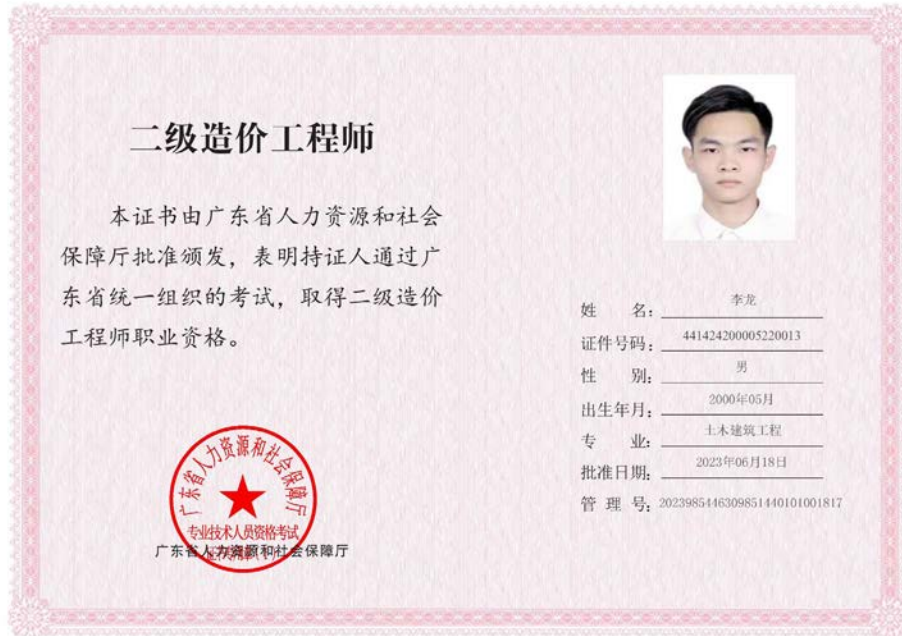 二级造价工程师
本证书由广东省人力资源和社会
保障厅批准颁发，表明持证人通过广
东省统一组织的考试，取得二级造价
工程师职业资格。
广东省人力资源和社会保障厅
专业技术人员资格考试
广东省人力资源和社会保障厅
姓 名：李龙
证件号码：441424200005220013
性 别：男
出生年月：2000年05月
专 业：土木建筑工程
批准日期：2023年06月18日
管 理 号：20239854463098514401010​01817